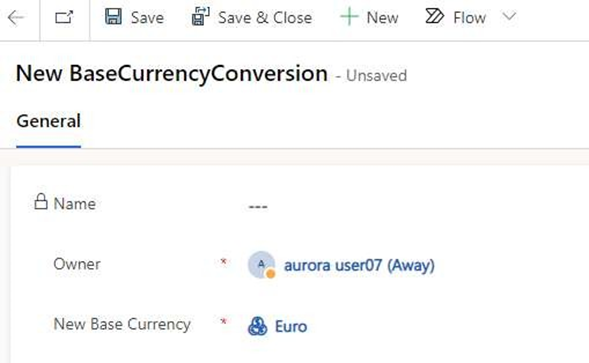 Save Save & Close New Flow
New BaseCurrencyConversion - Unsaved
General
Name ---
Owner * A aurora user07 (Away)
New Base Currency * Euro